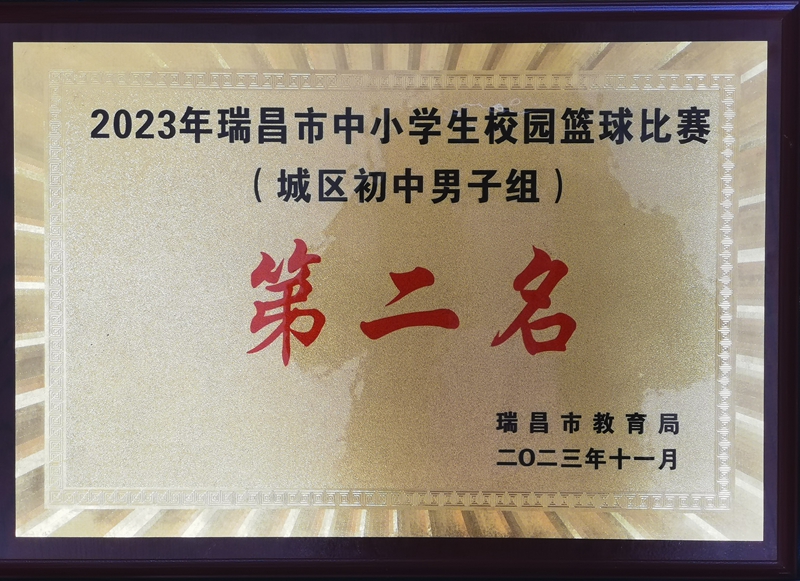 2023年瑞昌市中小学生校园篮球比赛
（城区初中男子组）
第二名
瑞昌市教育局
二〇二三年十一月